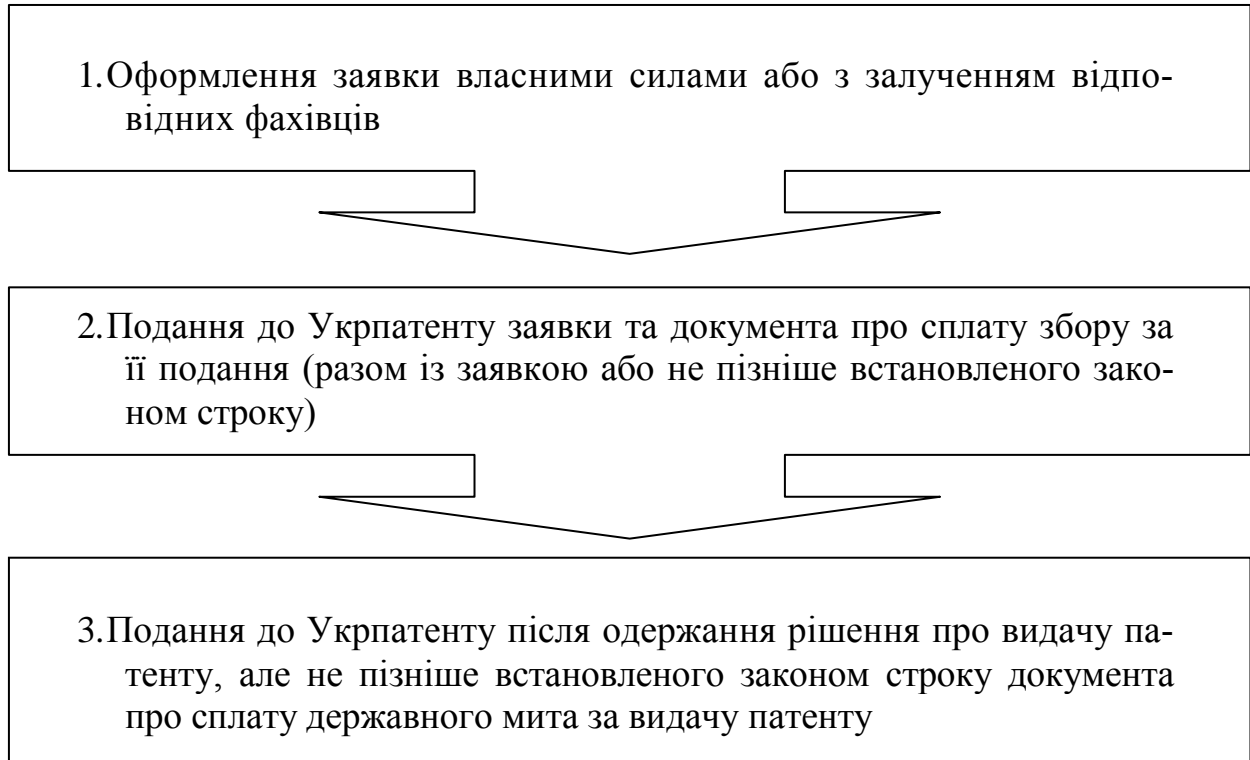 1.Оформлення заявки власними силами або з залученням відпо-
відних фахівців
2.Подання до Укрпатенту заявки та документа про сплату збору за
її подання (разом із заявкою або не пізніше встановленого зако-
ном строку)
3.Подання до Укрпатенту після одержання рішення про видачу па-
тенту, але не пізніше встановленого законом строку документа
про сплату державного мита за видачу патенту